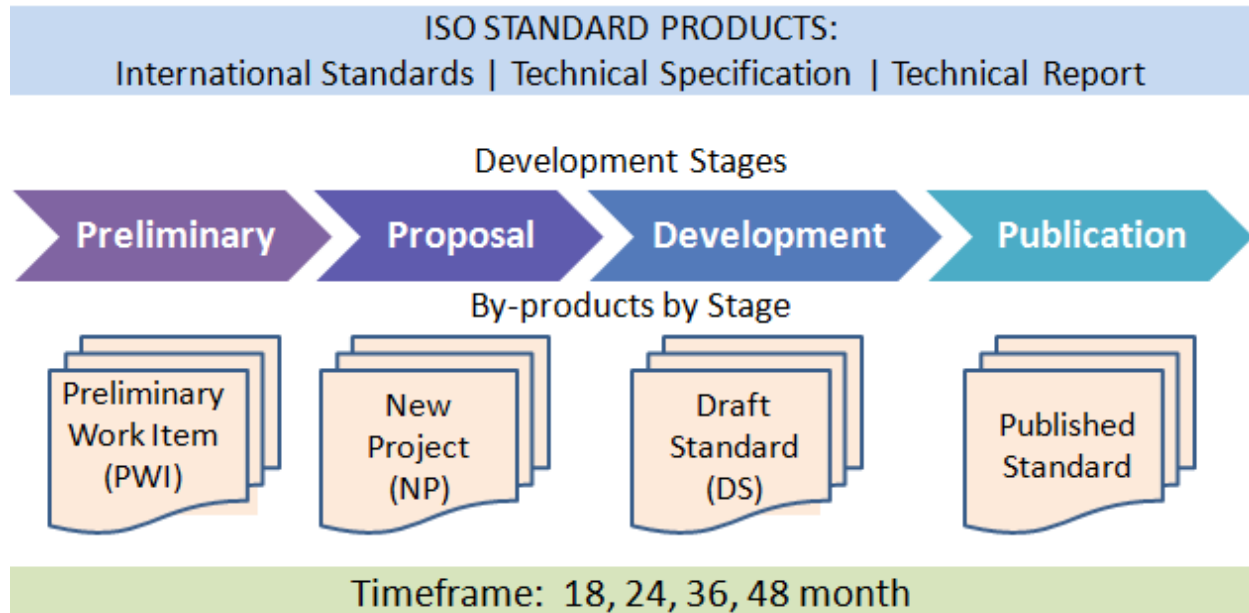 ISO STANDARD PRODUCTS:
International Standards | Technical Specification | Technical Report
Development Stages
Preliminary
Proposal
Development
Publication
By-products by Stage
Preliminary
Work Item
(PWI)
New
Project
(NP)
Draft
Standard
(DS)
Published
Standard
Timeframe: 18, 24, 36, 48 month